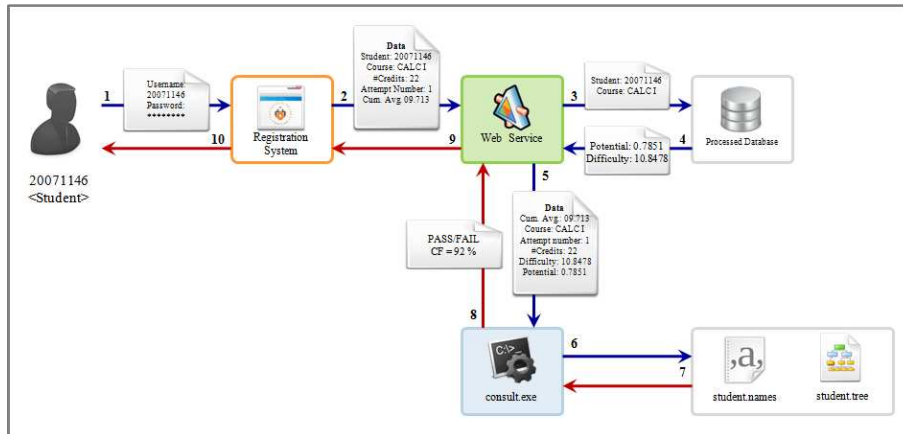 1
Username:
20071146
Password:
********
Registration
System
2
Data
Student: 20071146
Course: CALC I
#Credits: 22
Attempt Number: 1
Cum. Avg. 09.713
Web Service
3
Student: 20071146
Course: CALC I
Processed Database
4
Potential: 0.7851
Difficulty: 10.8478
10
9
20071146
<Student>
5
Data
Cum. Avg: 09.713
Course: CALC I
Attempt number: 1
#Credits: 22
Difficulty: 10.8478
Potential: 0.7851
PASS/FAIL
CF = 92 %
8
C:\>_
consult.exe
6
7
,a,
student.names
student.tree